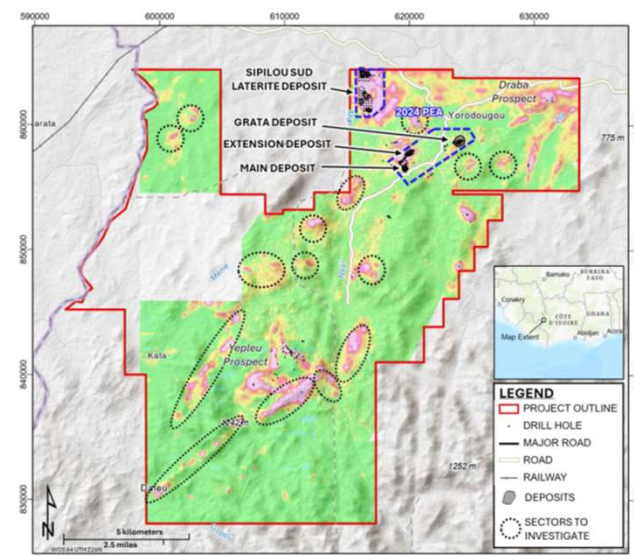 590000
600000
610000
620000
630000
SIPILOU SUD
LATERITE DEPOSIT
Draba
Prospect
2024 PEA
Yorodougou
860000
arata
GRATA DEPOSIT
775 m
EXTENSION DEPOSIT
MAIN DEPOSIT
850000
BURKINA
FASO
Bamako
Conakry
GHANA
CÔTE
D'IVOIRE
Abidjan
Accra
Map Extent
Kata
Yepleu
Prospect
840000
LEGEND
PROJECT OUTLINE
DRILL HOLE
MAJOR ROAD
ROAD
RAILWAY
DEPOSITS
SECTORS TO
INVESTIGATE
1252 m
830000
N
5 kilometers
2.5 miles